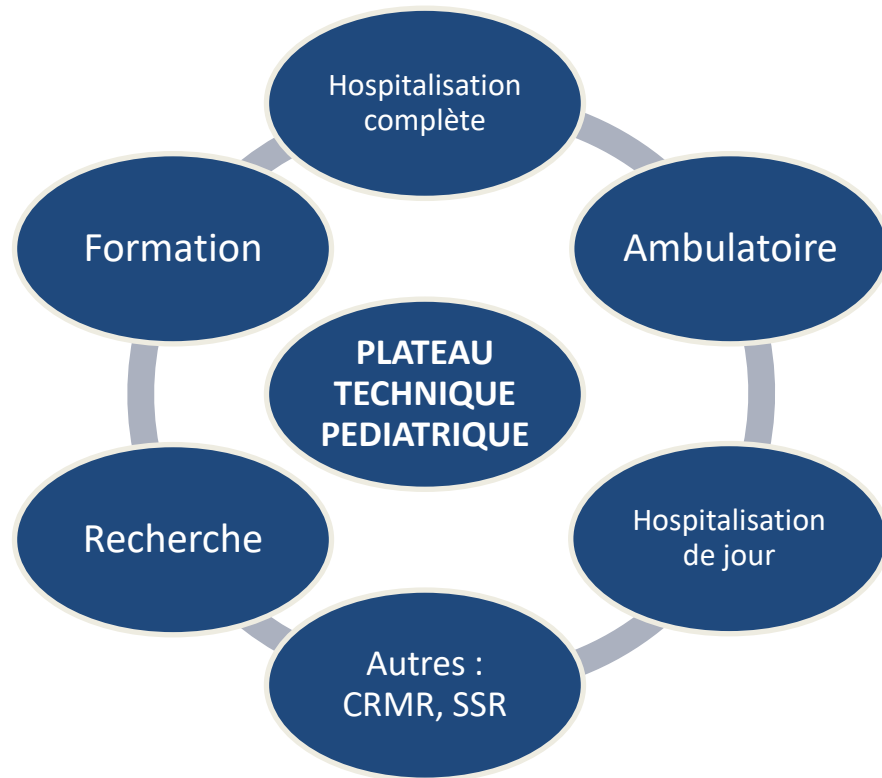 Hospitalisation
complète
Ambulatoire
Hospitalisation
de jour
Autres :
CRMR, SSR
Recherche
Formation
PLATEAU
TECHNIQUE
PEDIATRIQUE